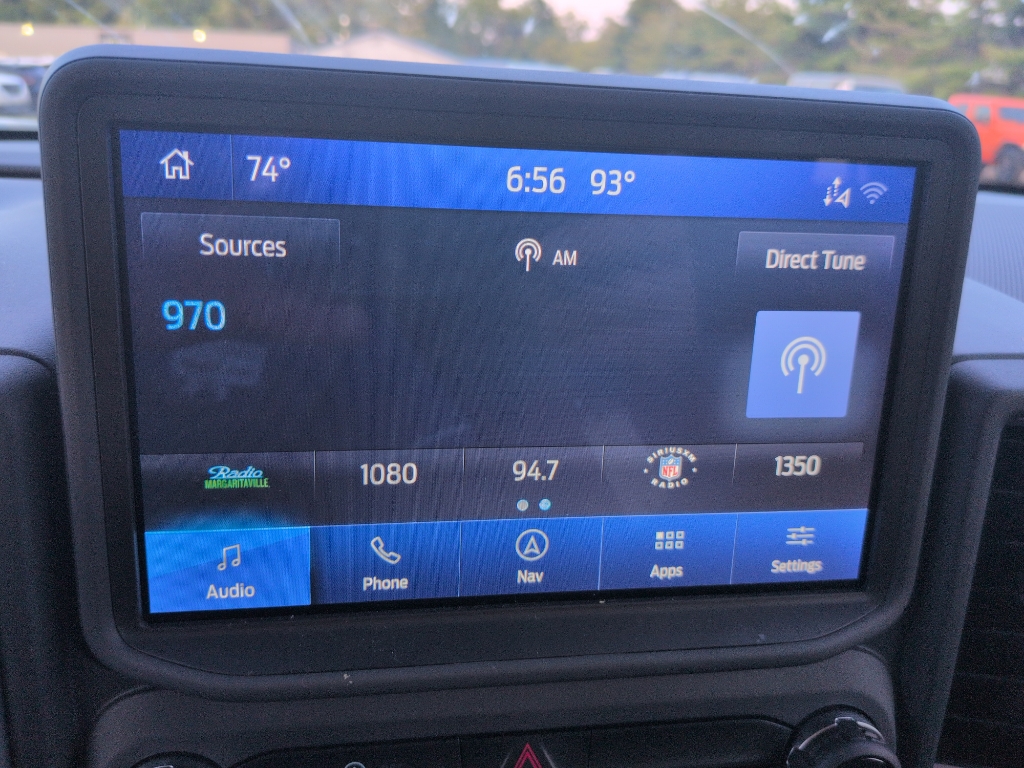 74° 6:56 93°
Sources AM Direct Tune
970
Radio MARGARITAVILLE 1080 94.7 SIRIUSXM NFL RADIO 1350
Audio Phone Nav Apps Settings